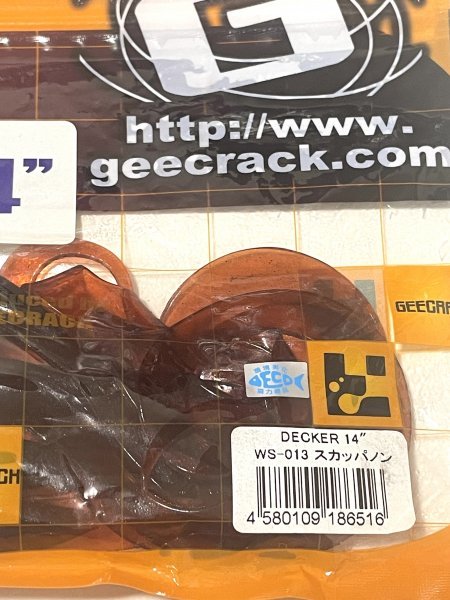 G
http://www.
geecrack.com
4”
GEECRA
DECKER 14"
WS-013 スカッパノン
4 580109 186516